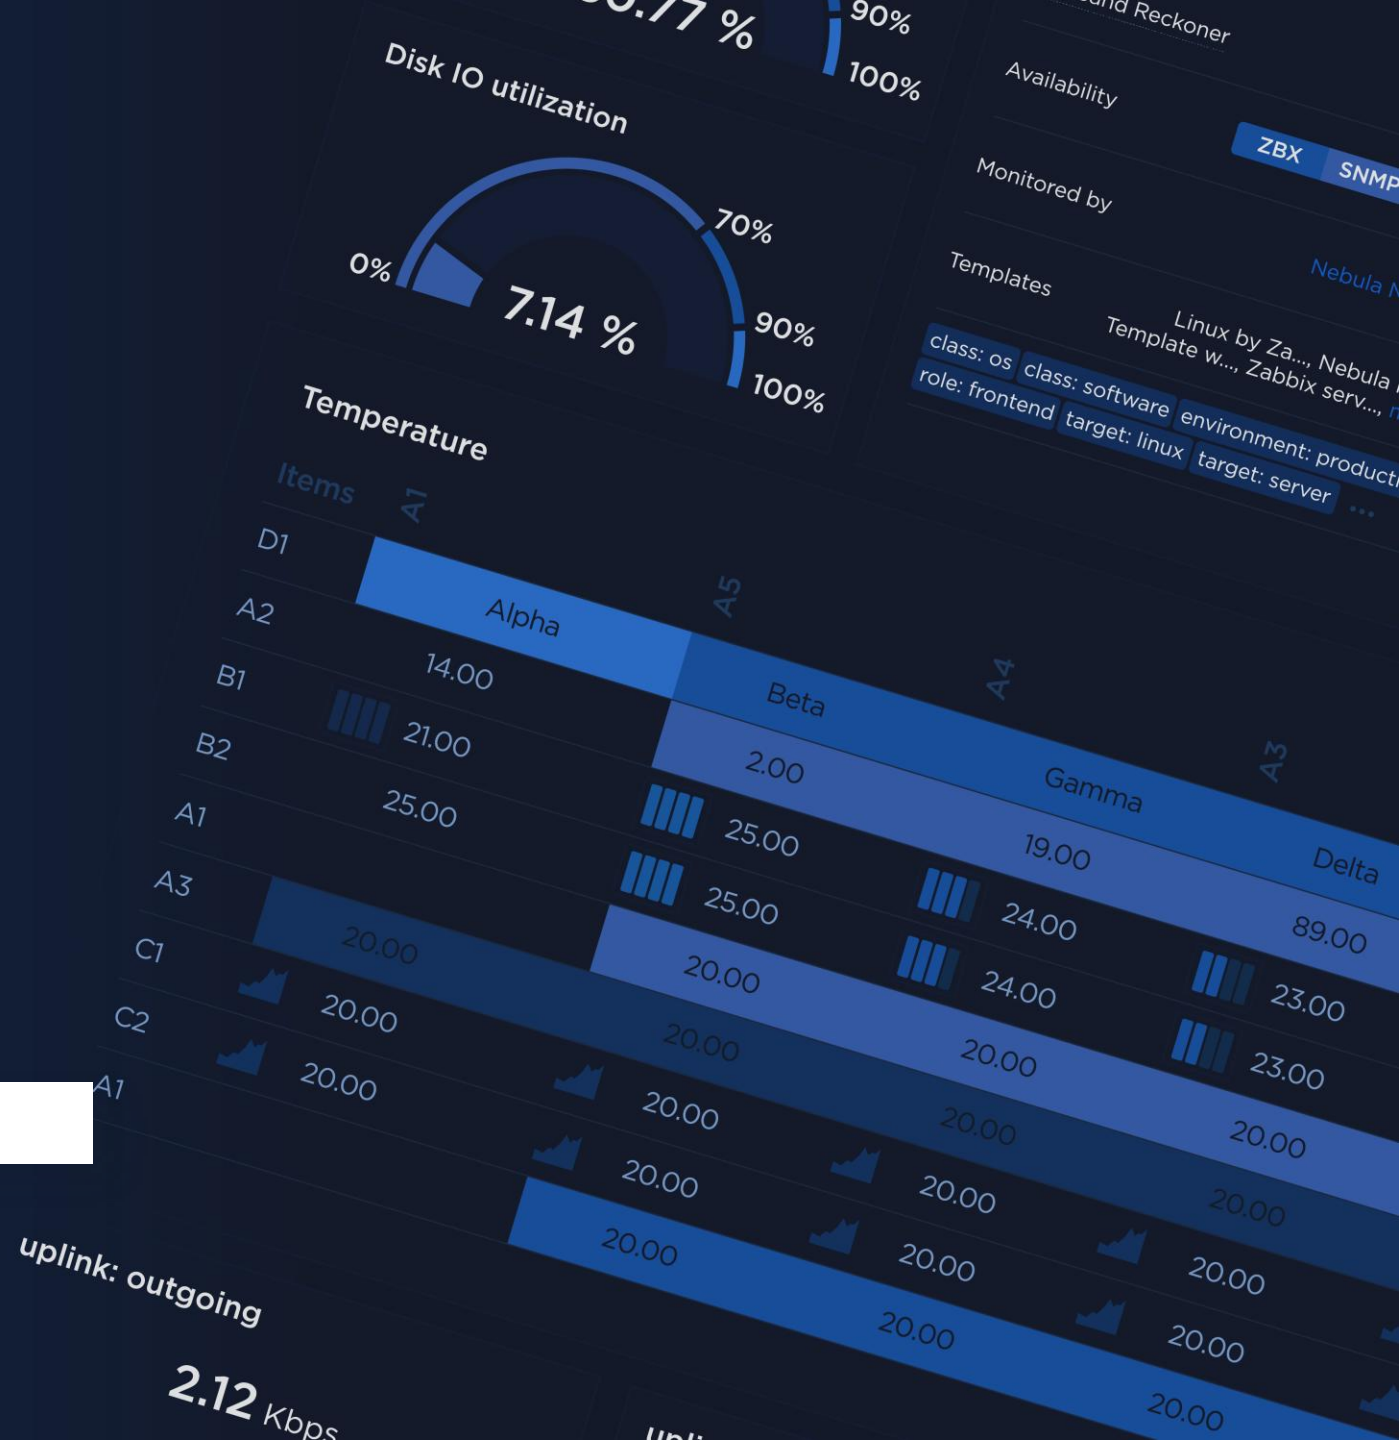 90%
100%
Reckoner
Disk IO utilization
0%
70%
90%
100%
7.14 %
Availability
ZBX SNMP
Monitored by
Nebula
Templates
Linux by Za..., Nebula
Template w..., Zabbix serv...,
class: os class: software environment:
role: frontend target: linux target: server ...
Temperature
Items A1 A5 A4 A3
D1 Alpha Beta Gamma Delta
A2 14.00 2.00 19.00 89.00
B1 21.00 25.00 24.00 23.00
B2 25.00 25.00 24.00 23.00
A1 20.00 20.00 20.00
A3 20.00 20.00 20.00 20.00
C1 20.00 20.00 20.00 20.00
C2 20.00 20.00 20.00 20.00
A1 20.00 20.00 20.00
uplink: outgoing
2.12 Kbps